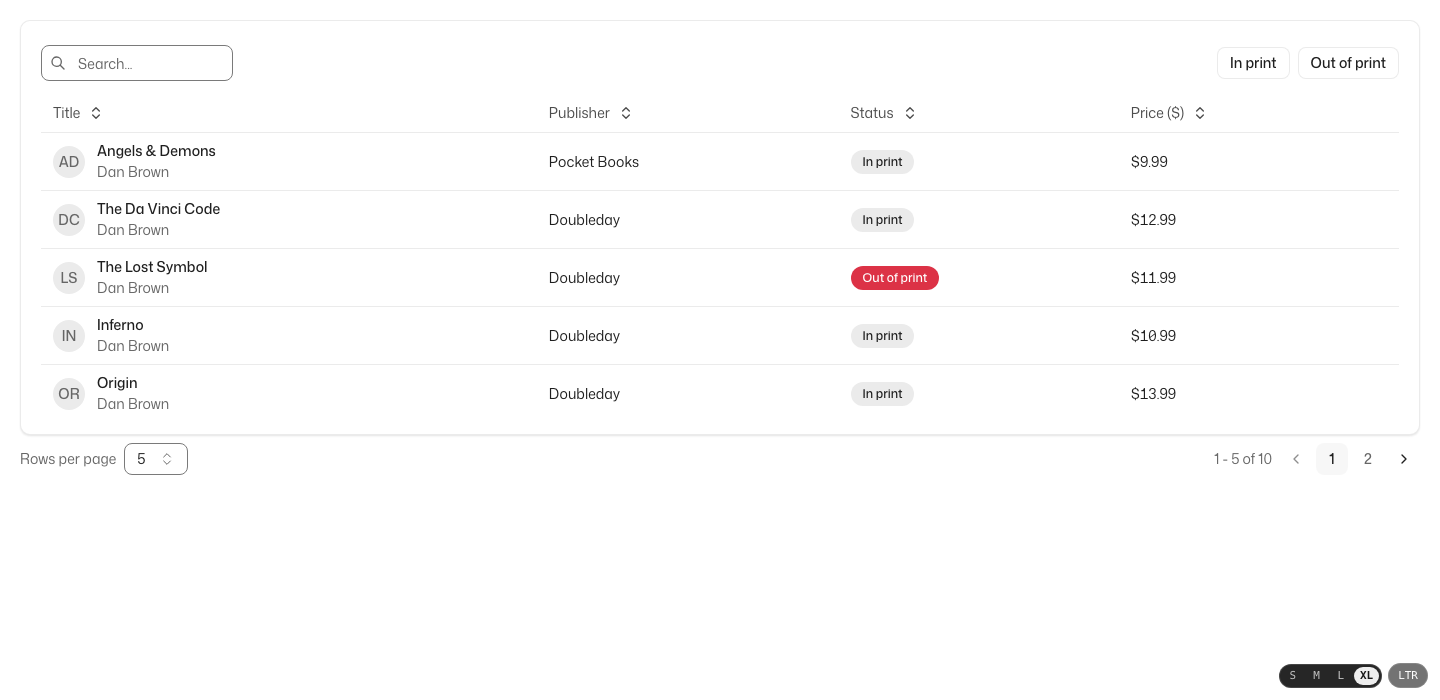 Search... In print Out of print
Title Publisher Status Price ($)
AD Angels & Demons Dan Brown Pocket Books In print $9.99
DC The Da Vinci Code Dan Brown Doubleday In print $12.99
LS The Lost Symbol Dan Brown Doubleday Out of print $11.99
IN Inferno Dan Brown Doubleday In print $10.99
OR Origin Dan Brown Doubleday In print $13.99
Rows per page 5 1 - 5 of 10 1 2
S M L XL LTR